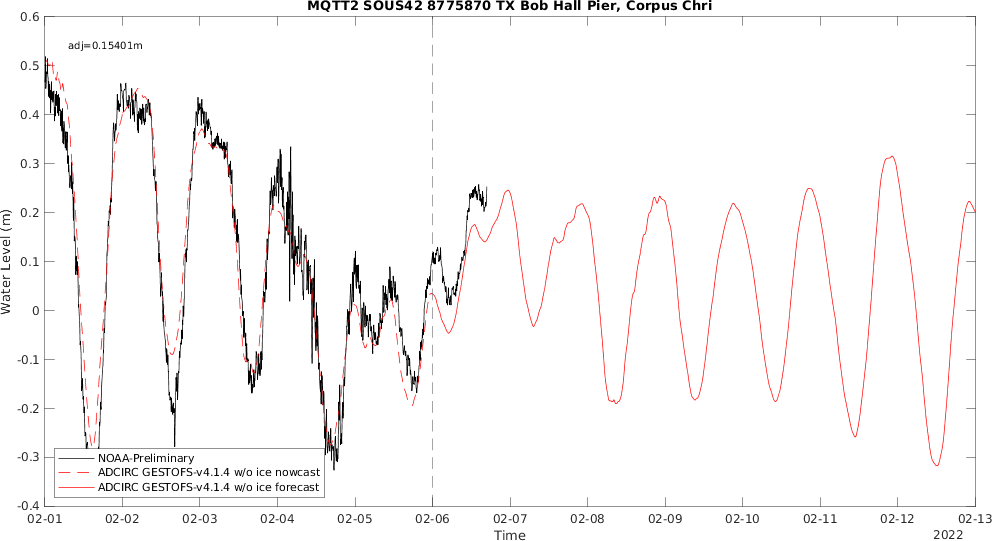 MQTT2 SOUS42 8775870 TX Bob Hall Pier, Corpus Chri
adj=0.15401m
0.6
0.5
0.4
0.3
0.2
0.1
0
-0.1
-0.2
-0.3
-0.4
Water Level (m)
NOAA-Preliminary
ADCIRC GESTOFS-v4.1.4 w/o ice nowcast
ADCIRC GESTOFS-v4.1.4 w/o ice forecast
02-01 02-02 02-03 02-04 02-05 02-06 02-07 02-08 02-09 02-10 02-11 02-12 02-13
Time
2022